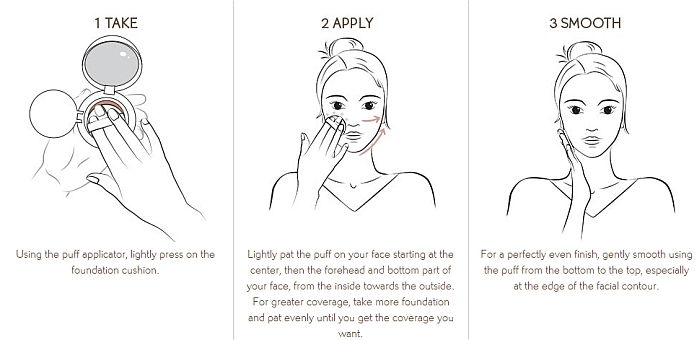 1 TAKE
Using the puff applicator, lightly press on the
foundation cushion.
2 APPLY
Lightly pat the puff on your face starting at the
center, then the forehead and bottom part of
your face, from the inside towards the outside.
For greater coverage, take more foundation
and pat evenly until you get the coverage you
want.
3 SMOOTH
For a perfectly even finish, gently smooth using
the puff from the bottom to the top, especially
at the edge of the facial contour.